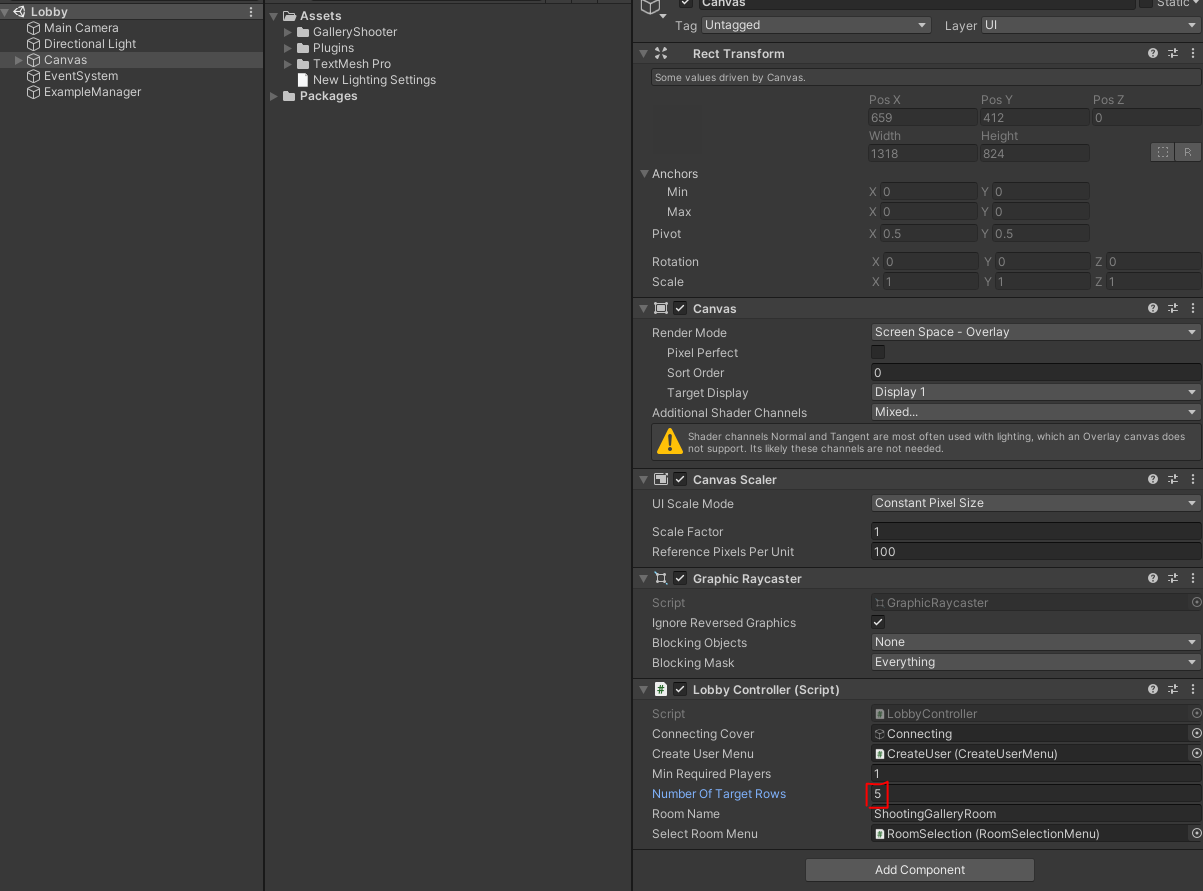 Lobby
Main Camera
Directional Light
Canvas
EventSystem
ExampleManager
Assets
GalleryShooter
Plugins
TextMesh Pro
New Lighting Settings
Packages
Canvas Static
Tag Untagged Layer UI
Rect Transform
Some values driven by Canvas.
Pos X Pos Y Pos Z
659 412 0
Width Height
1318 824 R
Anchors
Min X 0 Y 0
Max X 0 Y 0
Pivot X 0.5 Y 0.5
Rotation X 0 Y 0 Z 0
Scale X 1 Y 1 Z 1
Canvas
Render Mode Screen Space - Overlay
Pixel Perfect
Sort Order 0
Target Display Display 1
Additional Shader Channels Mixed...
Shader channels Normal and Tangent are most often used with lighting, which an Overlay canvas does
not support. Its likely these channels are not needed.
Canvas Scaler
UI Scale Mode Constant Pixel Size
Scale Factor 1
Reference Pixels Per Unit 100
Graphic Raycaster
Script GraphicRaycaster
Ignore Reversed Graphics
Blocking Objects None
Blocking Mask Everything
# Lobby Controller (Script)
Script LobbyController
Connecting Cover Connecting
Create User Menu CreateUser (CreateUserMenu)
Min Required Players 1
Number Of Target Rows 5
Room Name ShootingGalleryRoom
Select Room Menu RoomSelection (RoomSelectionMenu)
Add Component